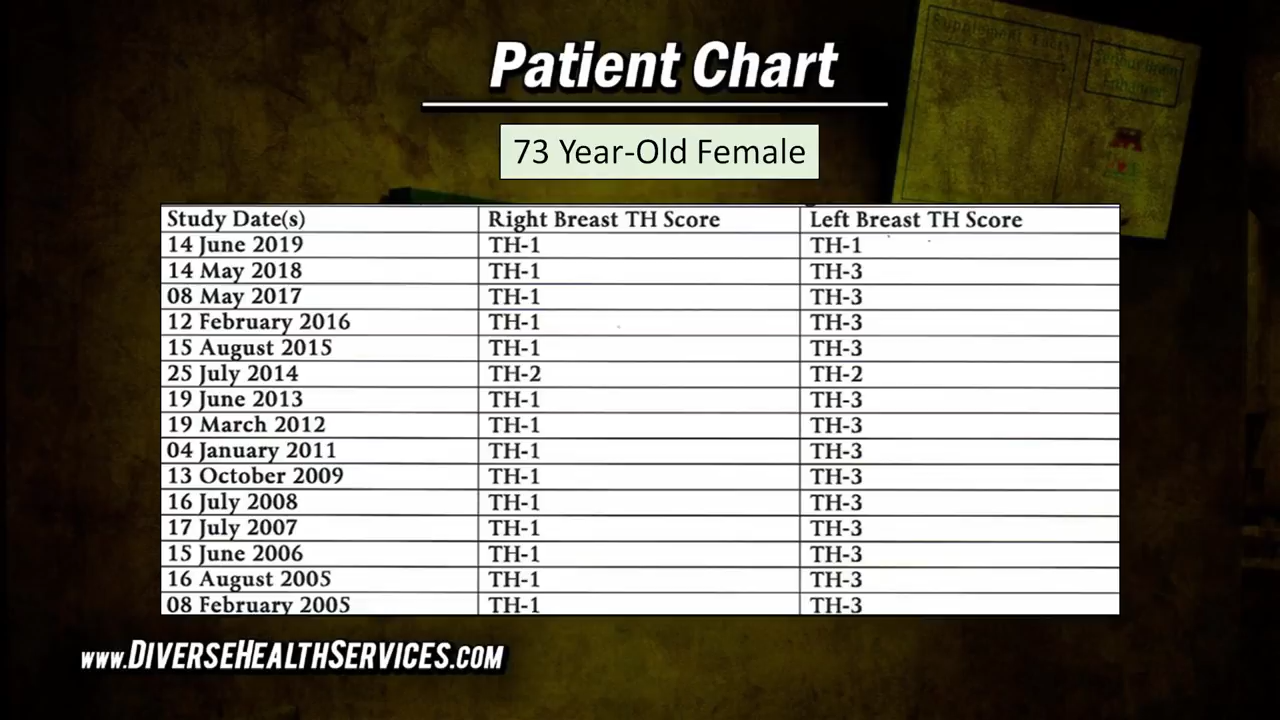 Supplement Facts
Patient Chart
73 Year-Old Female
Study Date(s) Right Breast TH Score Left Breast TH Score
14 June 2019 TH-1 TH-1
14 May 2018 TH-1 TH-3
08 May 2017 TH-1 TH-3
12 February 2016 TH-1 TH-3
15 August 2015 TH-1 TH-3
25 July 2014 TH-2 TH-2
19 June 2013 TH-1 TH-3
19 March 2012 TH-1 TH-3
04 January 2011 TH-1 TH-3
13 October 2009 TH-1 TH-3
16 July 2008 TH-1 TH-3
17 July 2007 TH-1 TH-3
15 June 2006 TH-1 TH-3
16 August 2005 TH-1 TH-3
08 February 2005 TH-1 TH-3
www.DiverseHealthServices.com